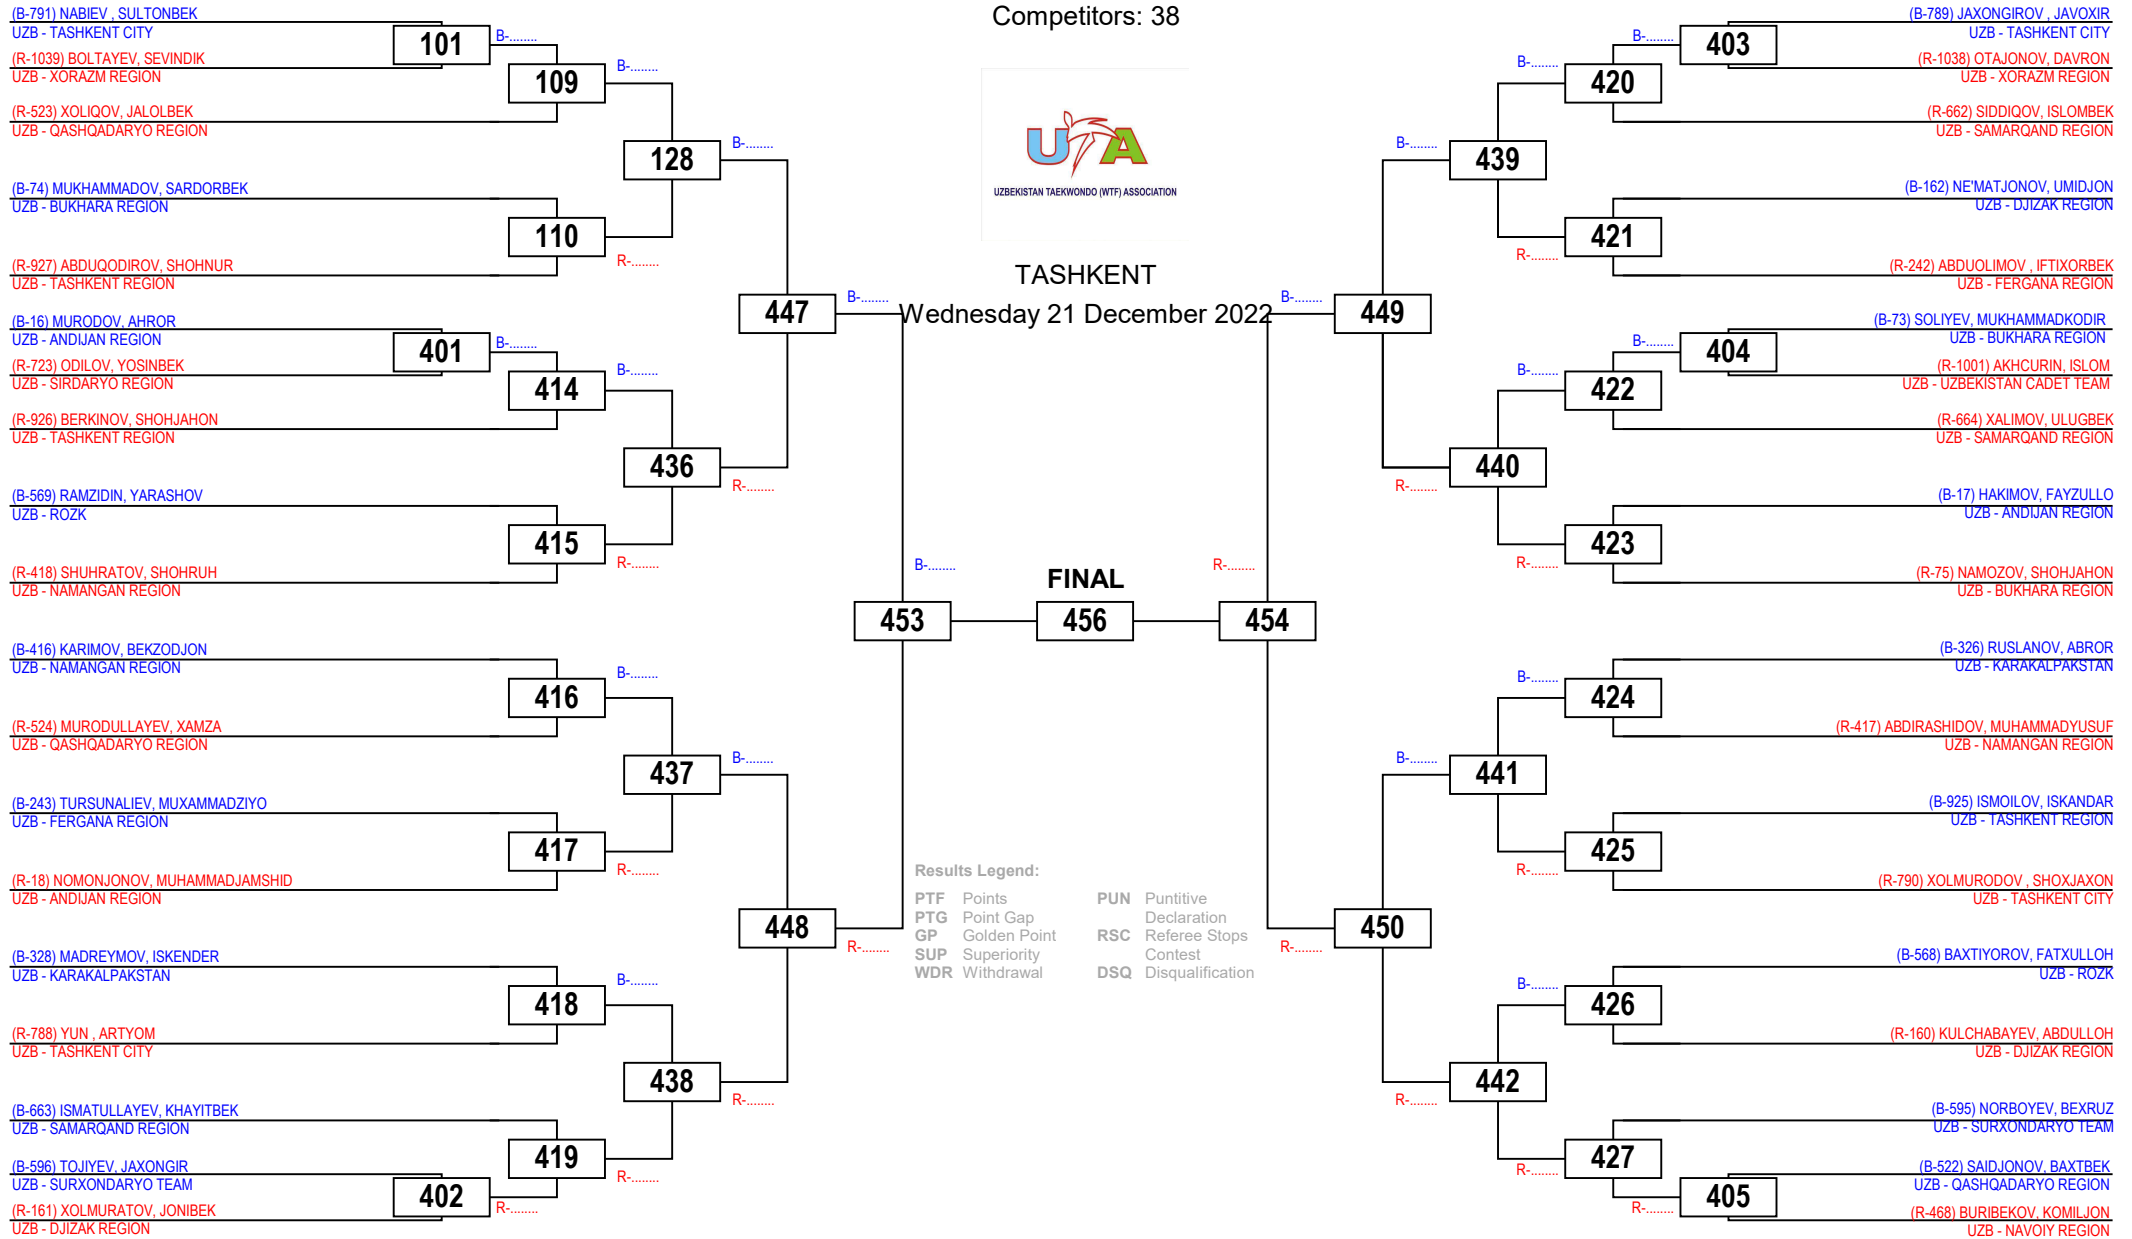 Competitors: 38
UTA
UZBEKISTAN TAEKWONDO (WTF) ASSOCIATION
TASHKENT
Wednesday 21 December 2022
(B-791) NABIEV , SULTONBEK
UZB - TASHKENT CITY
101
B-........
(R-1039) BOLTAYEV, SEVINDIK
UZB - XORAZM REGION
109
B-........
(R-523) XOLIQOV, JALOLBEK
UZB - QASHQADARYO REGION
128
B-........
(B-74) MUKHAMMADOV, SARDORBEK
UZB - BUKHARA REGION
110
R-........
(R-927) ABDUQODIROV, SHOHNUR
UZB - TASHKENT REGION
447
B-........
(B-16) MURODOV, AHROR
UZB - ANDIJAN REGION
401
B-........
(R-723) ODILOV, YOSINBEK
UZB - SIRDARYO REGION
414
B-........
(R-926) BERKINOV, SHOHJAHON
UZB - TASHKENT REGION
436
R-........
(B-569) RAMZIDIN, YARASHOV
UZB - ROZK
415
R-........
(R-418) SHUHRATOV, SHOHRUH
UZB - NAMANGAN REGION
B-........
453
(B-416) KARIMOV, BEKZODJON
UZB - NAMANGAN REGION
416
B-........
(R-524) MURODULLAYEV, XAMZA
UZB - QASHQADARYO REGION
437
B-........
(B-243) TURSUNALIEV, MUXAMMADZIYO
UZB - FERGANA REGION
417
R-........
(R-18) NOMONJONOV, MUHAMMADJAMSHID
UZB - ANDIJAN REGION
448
R-........
(B-328) MADREYMOV, ISKENDER
UZB - KARAKALPAKSTAN
418
B-........
(R-788) YUN , ARTYOM
UZB - TASHKENT CITY
438
R-........
(B-663) ISMATULLAYEV, KHAYITBEK
UZB - SAMARQAND REGION
419
R-........
(B-596) TOJIYEV, JAXONGIR
UZB - SURXONDARYO TEAM
402
R-........
(R-161) XOLMURATOV, JONIBEK
UZB - DJIZAK REGION
FINAL
456
Results Legend:
PTF Points
PTG Point Gap
GP Golden Point
SUP Superiority
WDR Withdrawal
PUN Puntitive
Declaration
RSC Referee Stops
Contest
DSQ Disqualification
(B-789) JAXONGIROV , JAVOXIR
UZB - TASHKENT CITY
B-........
403
(R-1038) OTAJONOV, DAVRON
UZB - XORAZM REGION
B-........
420
(R-662) SIDDIQOV, ISLOMBEK
UZB - SAMARQAND REGION
B-........
439
(B-162) NE'MATJONOV, UMIDJON
UZB - DJIZAK REGION
421
R-........
(R-242) ABDUOLIMOV , IFTIXORBEK
UZB - FERGANA REGION
B-........
449
(B-73) SOLIYEV, MUKHAMMADKODIR
UZB - BUKHARA REGION
B-........
404
(R-1001) AKHCURIN, ISLOM
UZB - UZBEKISTAN CADET TEAM
B-........
422
(R-664) XALIMOV, ULUGBEK
UZB - SAMARQAND REGION
440
R-........
(B-17) HAKIMOV, FAYZULLO
UZB - ANDIJAN REGION
423
R-........
(R-75) NAMOZOV, SHOHJAHON
UZB - BUKHARA REGION
R-........
454
(B-326) RUSLANOV, ABROR
UZB - KARAKALPAKSTAN
B-........
424
(R-417) ABDIRASHIDOV, MUHAMMADYUSUF
UZB - NAMANGAN REGION
B-........
441
(B-925) ISMOILOV, ISKANDAR
UZB - TASHKENT REGION
425
R-........
(R-790) XOLMURODOV , SHOXJAXON
UZB - TASHKENT CITY
450
R-........
(B-568) BAXTIYOROV, FATXULLOH
UZB - ROZK
B-........
426
(R-160) KULCHABAYEV, ABDULLOH
UZB - DJIZAK REGION
442
R-........
(B-595) NORBOYEV, BEXRUZ
UZB - SURXONDARYO TEAM
427
R-........
(B-522) SAIDJONOV, BAXTBEK
UZB - QASHQADARYO REGION
405
R-........
(R-468) BURIBEKOV, KOMILJON
UZB - NAVOIY REGION